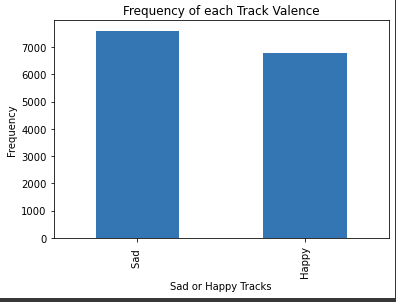 Frequency of each Track Valence
7000
6000
5000
4000
3000
2000
1000
0
Frequency
Sad
Happy
Sad or Happy Tracks